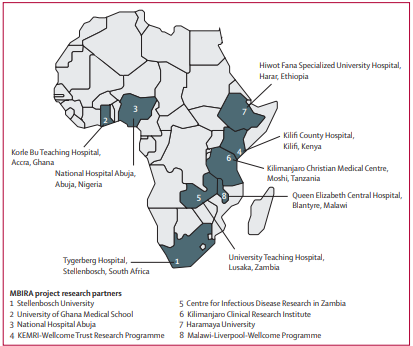 Hiwot Fana Specialized University Hospital,
Harar, Ethiopia
7
3
2
Kilifi County Hospital,
Kilifi, Kenya
4
Korle Bu Teaching Hospital,
Accra, Ghana
6
Kilimanjaro Christian Medical Centre,
Moshi, Tanzania
National Hospital Abuja,
Abuja, Nigeria
8
5
Queen Elizabeth Central Hospital,
Blantyre, Malawi
University Teaching Hospital,
Lusaka, Zambia
Tygerberg Hospital,
Stellenbosch, South Africa
1
MBIRA project research partners
1 Stellenbosch University
2 University of Ghana Medical School
3 National Hospital Abuja
4 KEMRI-Wellcome Trust Research Programme
5 Centre for Infectious Disease Research in Zambia
6 Kilimanjaro Clinical Research Institute
7 Haramaya University
8 Malawi-Liverpool-Wellcome Programme